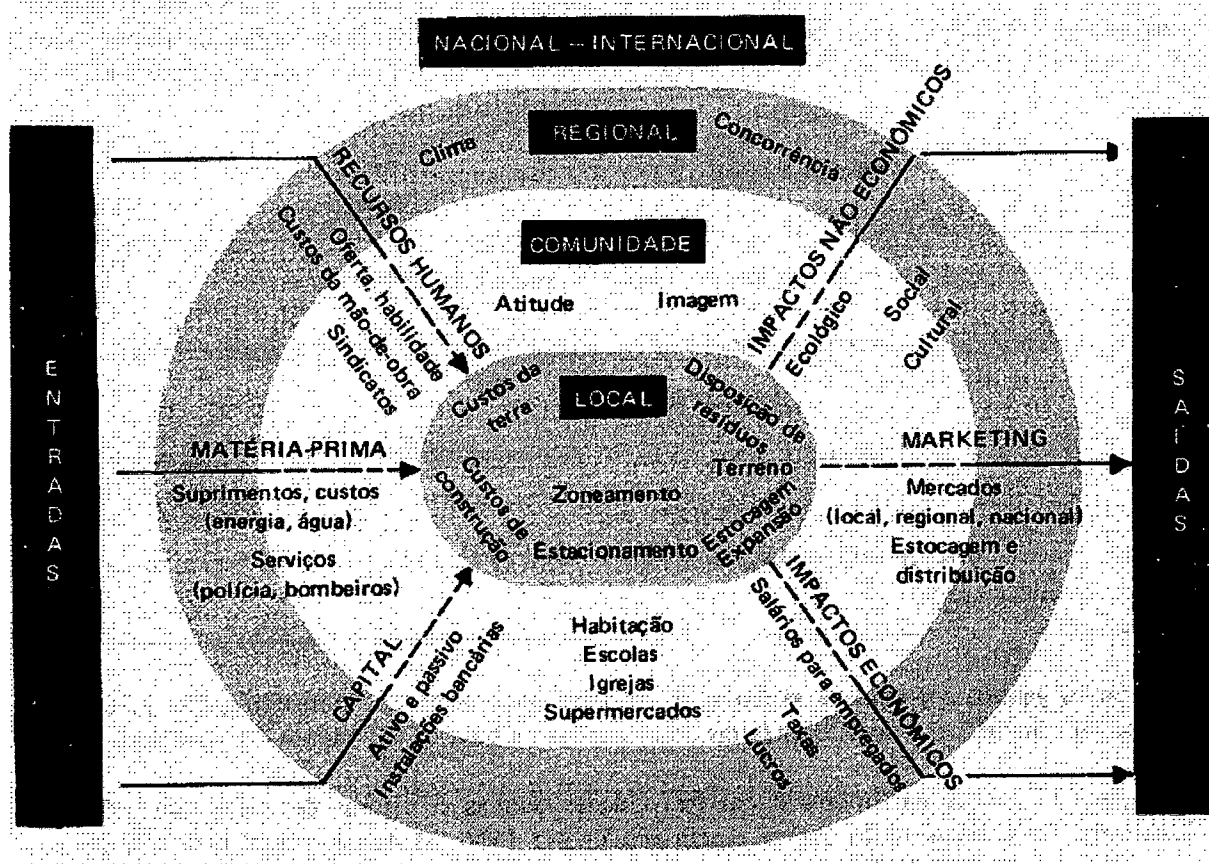 NACIONAL – INTERNACIONAL
REGIONAL
Clima
Concorrência
COMUNIDADE
Atitude
Imagem
LOCAL
Custos da
terra
Disposição de
resíduos
Terreno
Zoneamento
Custos de
construção
Estacionamento
Estocagem
Expansão
Habitação
Escolas
Igrejas
Supermercados
ENTRADAS
RECURSOS HUMANOS
Oferta, habilidade
Custos da mão-de-obra
Sindicatos
MATÉRIA-PRIMA
Suprimentos, custos
(energia, água)
Serviços
(polícia, bombeiros)
CAPITAL
Ativo e passivo
Instalações bancárias
IMPACTOS NÃO ECONÔMICOS
Ecológico
Social
Cultural
MARKETING
Mercados
(local, regional, nacional)
Estocagem e
distribuição
IMPACTOS ECONÔMICOS
Salários para empregados
Taxas
Lucros
SAÍDAS